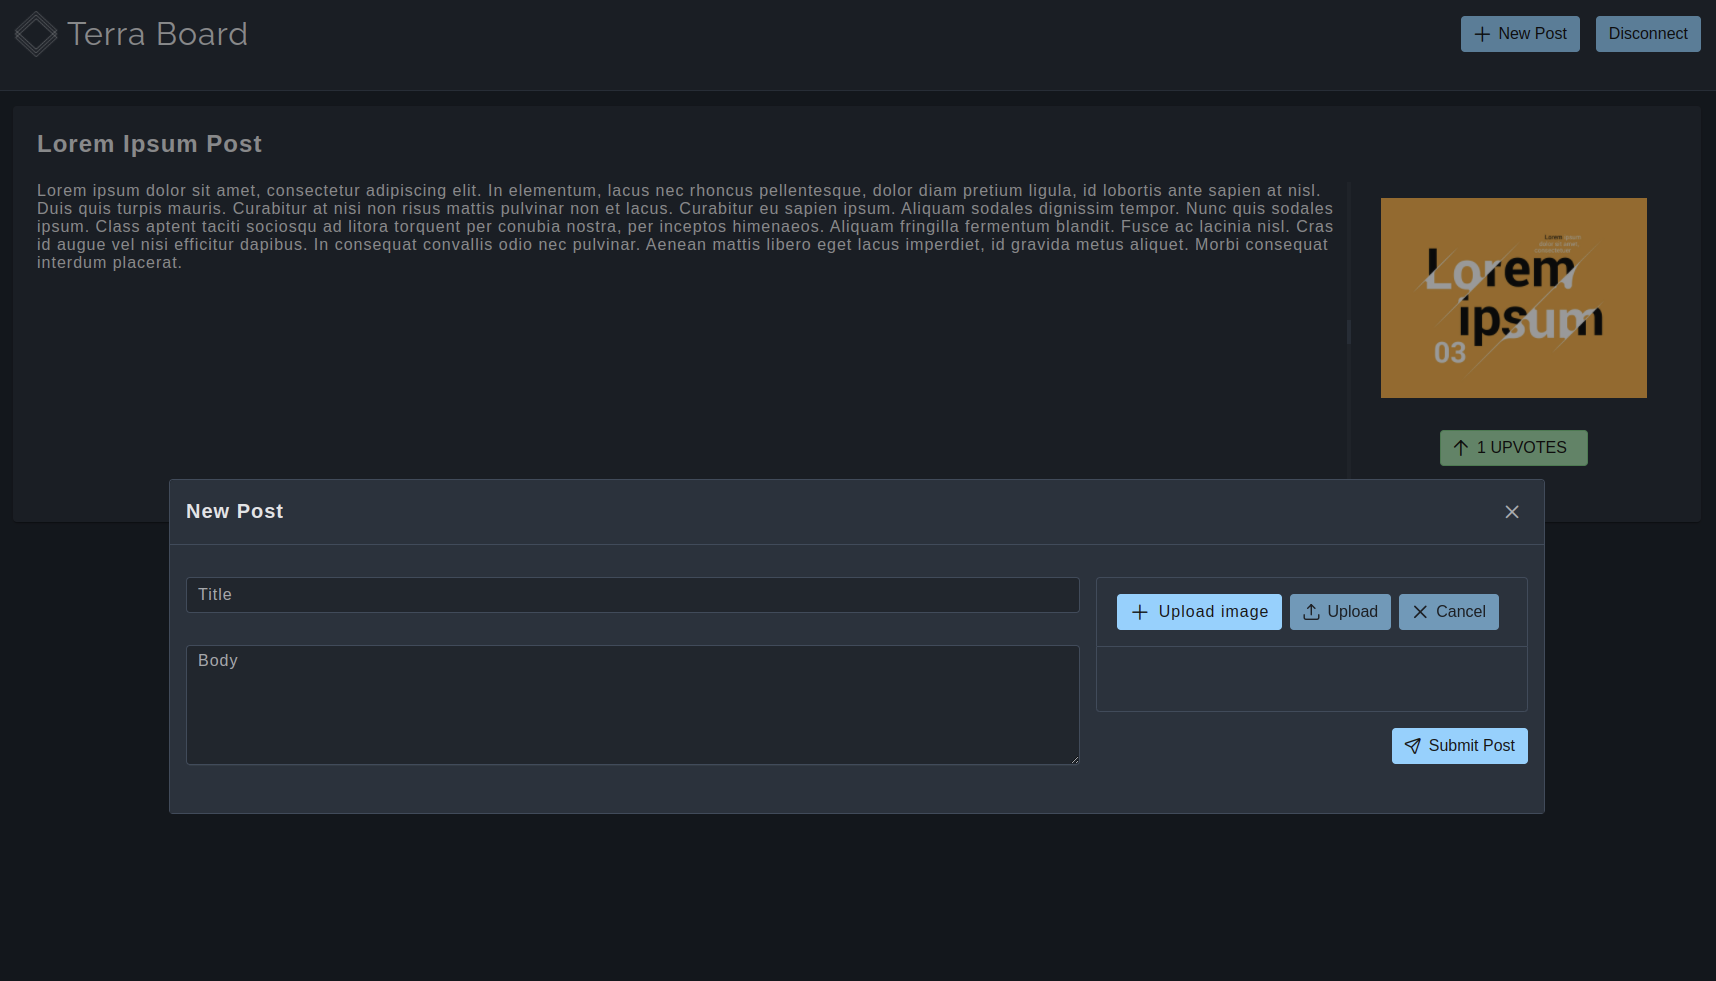 Terra Board
New Post
Disconnect
Lorem Ipsum Post
Lorem ipsum dolor sit amet, consectetur adipiscing elit. In elementum, lacus nec rhoncus pellentesque, dolor diam pretium ligula, id lobortis ante sapien at nisl.
Duis quis turpis mauris. Curabitur at nisi non risus mattis pulvinar non et lacus. Curabitur eu sapien ipsum. Aliquam sodales dignissim tempor. Nunc quis sodales
ipsum. Class aptent taciti sociosqu ad litora torquent per conubia nostra, per inceptos himenaeos. Aliquam fringilla fermentum blandit. Fusce ac lacinia nisl. Cras
id augue vel nisi efficitur dapibus. In consequat convallis odio nec pulvinar. Aenean mattis libero eget lacus imperdiet, id gravida metus aliquet. Morbi consequat
interdum placerat.
Lorem ipsum
dolor sit amet
consectetuer
Lorem
ipsum
03
1 UPVOTES
New Post
Title
Upload image
Upload
Cancel
Body
Submit Post